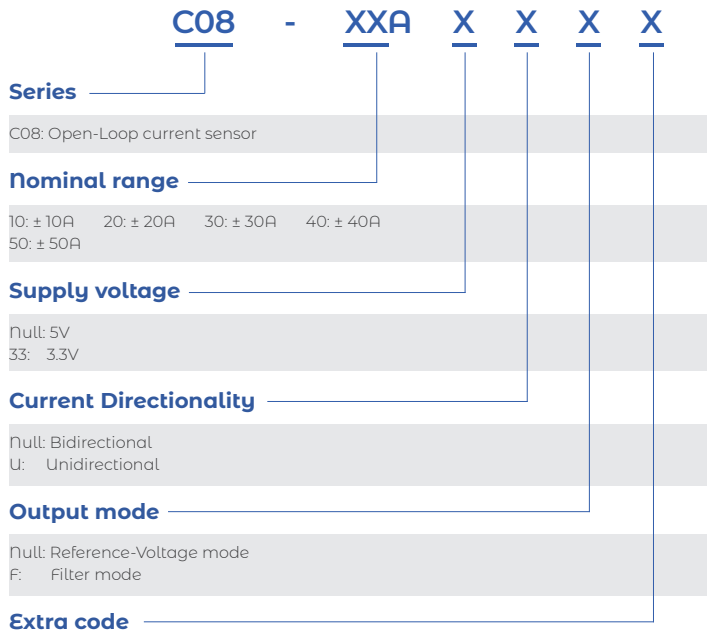 C08 - XXA X X X X
Series
C08: Open-Loop current sensor
Nominal range
10: ± 10A 20: ± 20A 30: ± 30A 40: ± 40A
50: ± 50A
Supply voltage
Null: 5V
33: 3.3V
Current Directionality
Null: Bidirectional
U: Unidirectional
Output mode
Null: Reference-Voltage mode
F: Filter mode
Extra code